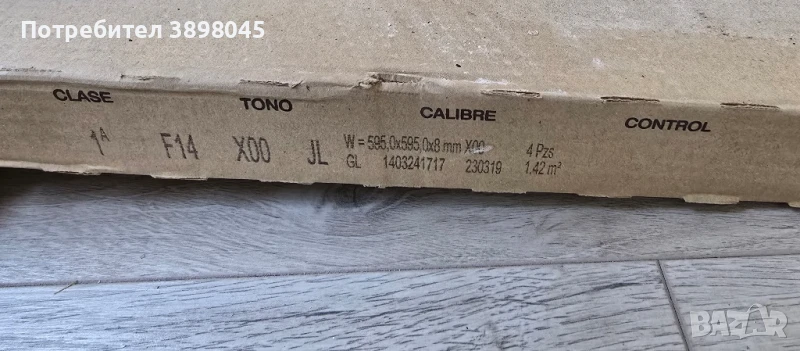 Потребител 3898045
CLASE TONO CALIBRE CONTROL
1A F14 X00 JL W = 595,0x595,0x8 mm X00 4 Pzs
GL 1403241717 230319 1.42 m²
BAZAR